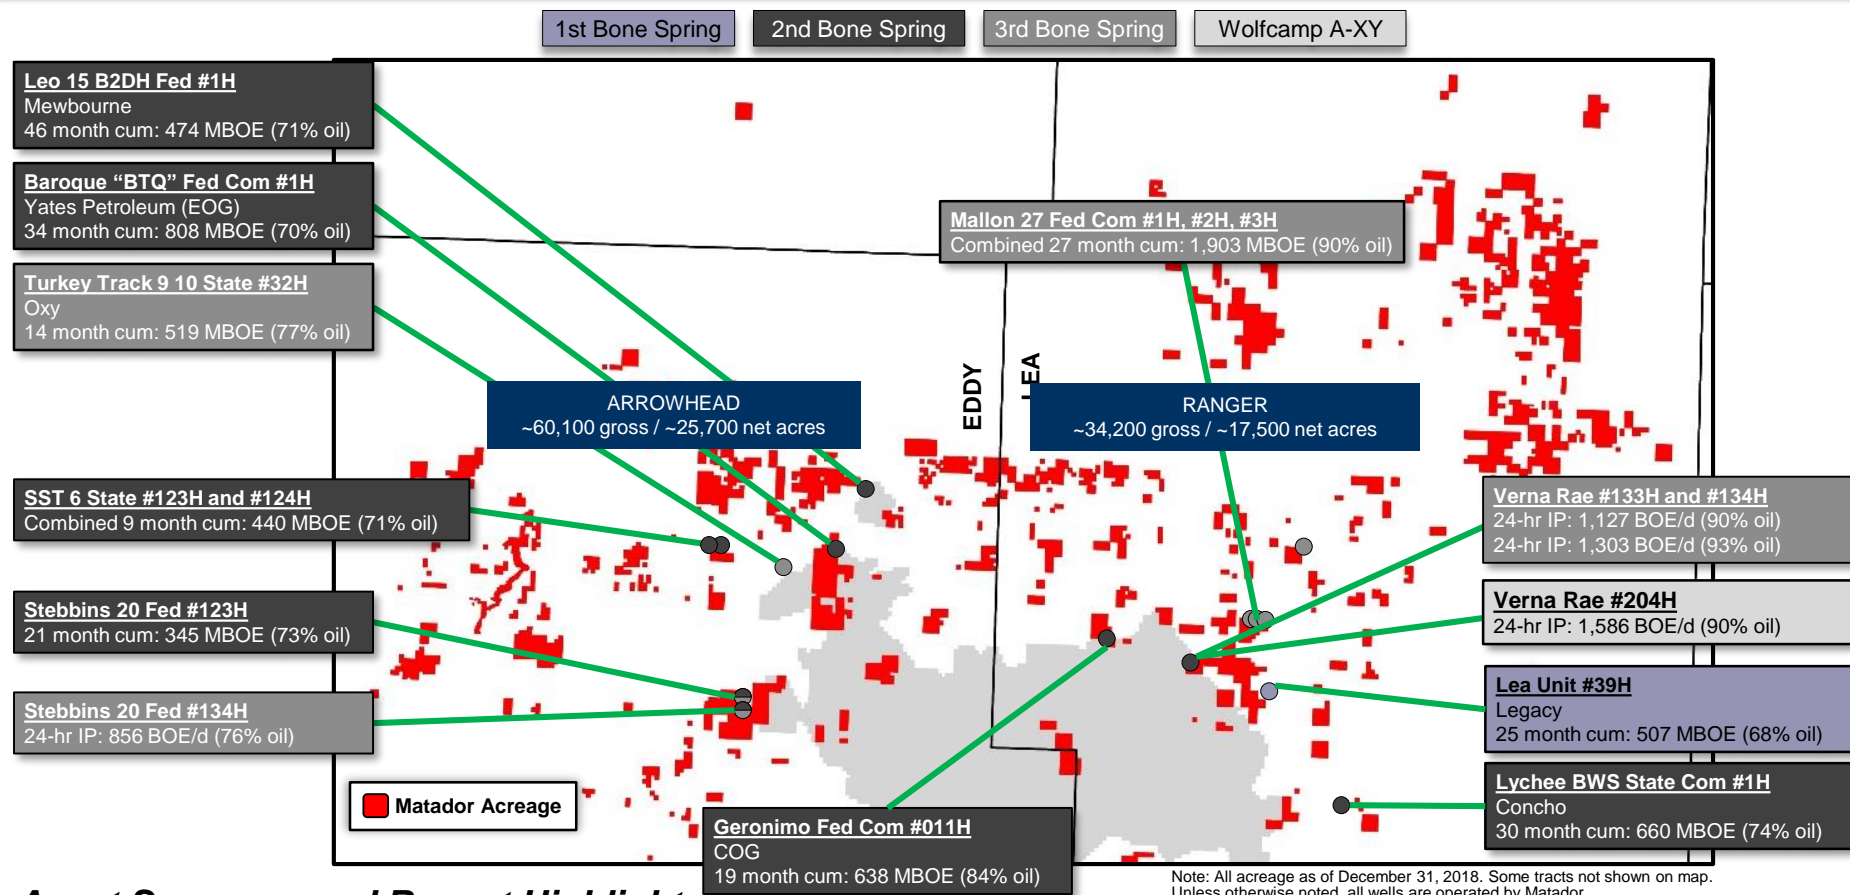 1st Bone Spring
2nd Bone Spring
3rd Bone Spring
Wolfcamp A-XY
Leo 15 B2DH Fed #1H
Mewbourne
46 month cum: 474 MBOE (71% oil)
Baroque “BTQ” Fed Com #1H
Yates Petroleum (EOG)
34 month cum: 808 MBOE (70% oil)
Turkey Track 9 10 State #32H
Oxy
14 month cum: 519 MBOE (77% oil)
Mallon 27 Fed Com #1H, #2H, #3H
Combined 27 month cum: 1,903 MBOE (90% oil)
EDDY
LEA
ARROWHEAD
~60,100 gross / ~25,700 net acres
RANGER
~34,200 gross / ~17,500 net acres
SST 6 State #123H and #124H
Combined 9 month cum: 440 MBOE (71% oil)
Stebbins 20 Fed #123H
21 month cum: 345 MBOE (73% oil)
Stebbins 20 Fed #134H
24-hr IP: 856 BOE/d (76% oil)
Verna Rae #133H and #134H
24-hr IP: 1,127 BOE/d (90% oil)
24-hr IP: 1,303 BOE/d (93% oil)
Verna Rae #204H
24-hr IP: 1,586 BOE/d (90% oil)
Lea Unit #39H
Legacy
25 month cum: 507 MBOE (68% oil)
Lychee BWS State Com #1H
Concho
30 month cum: 660 MBOE (74% oil)
Matador Acreage
Geronimo Fed Com #011H
COG
19 month cum: 638 MBOE (84% oil)
Note: All acreage as of December 31, 2018. Some tracts not shown on map.
Unless otherwise noted, all wells are operated by Matador.